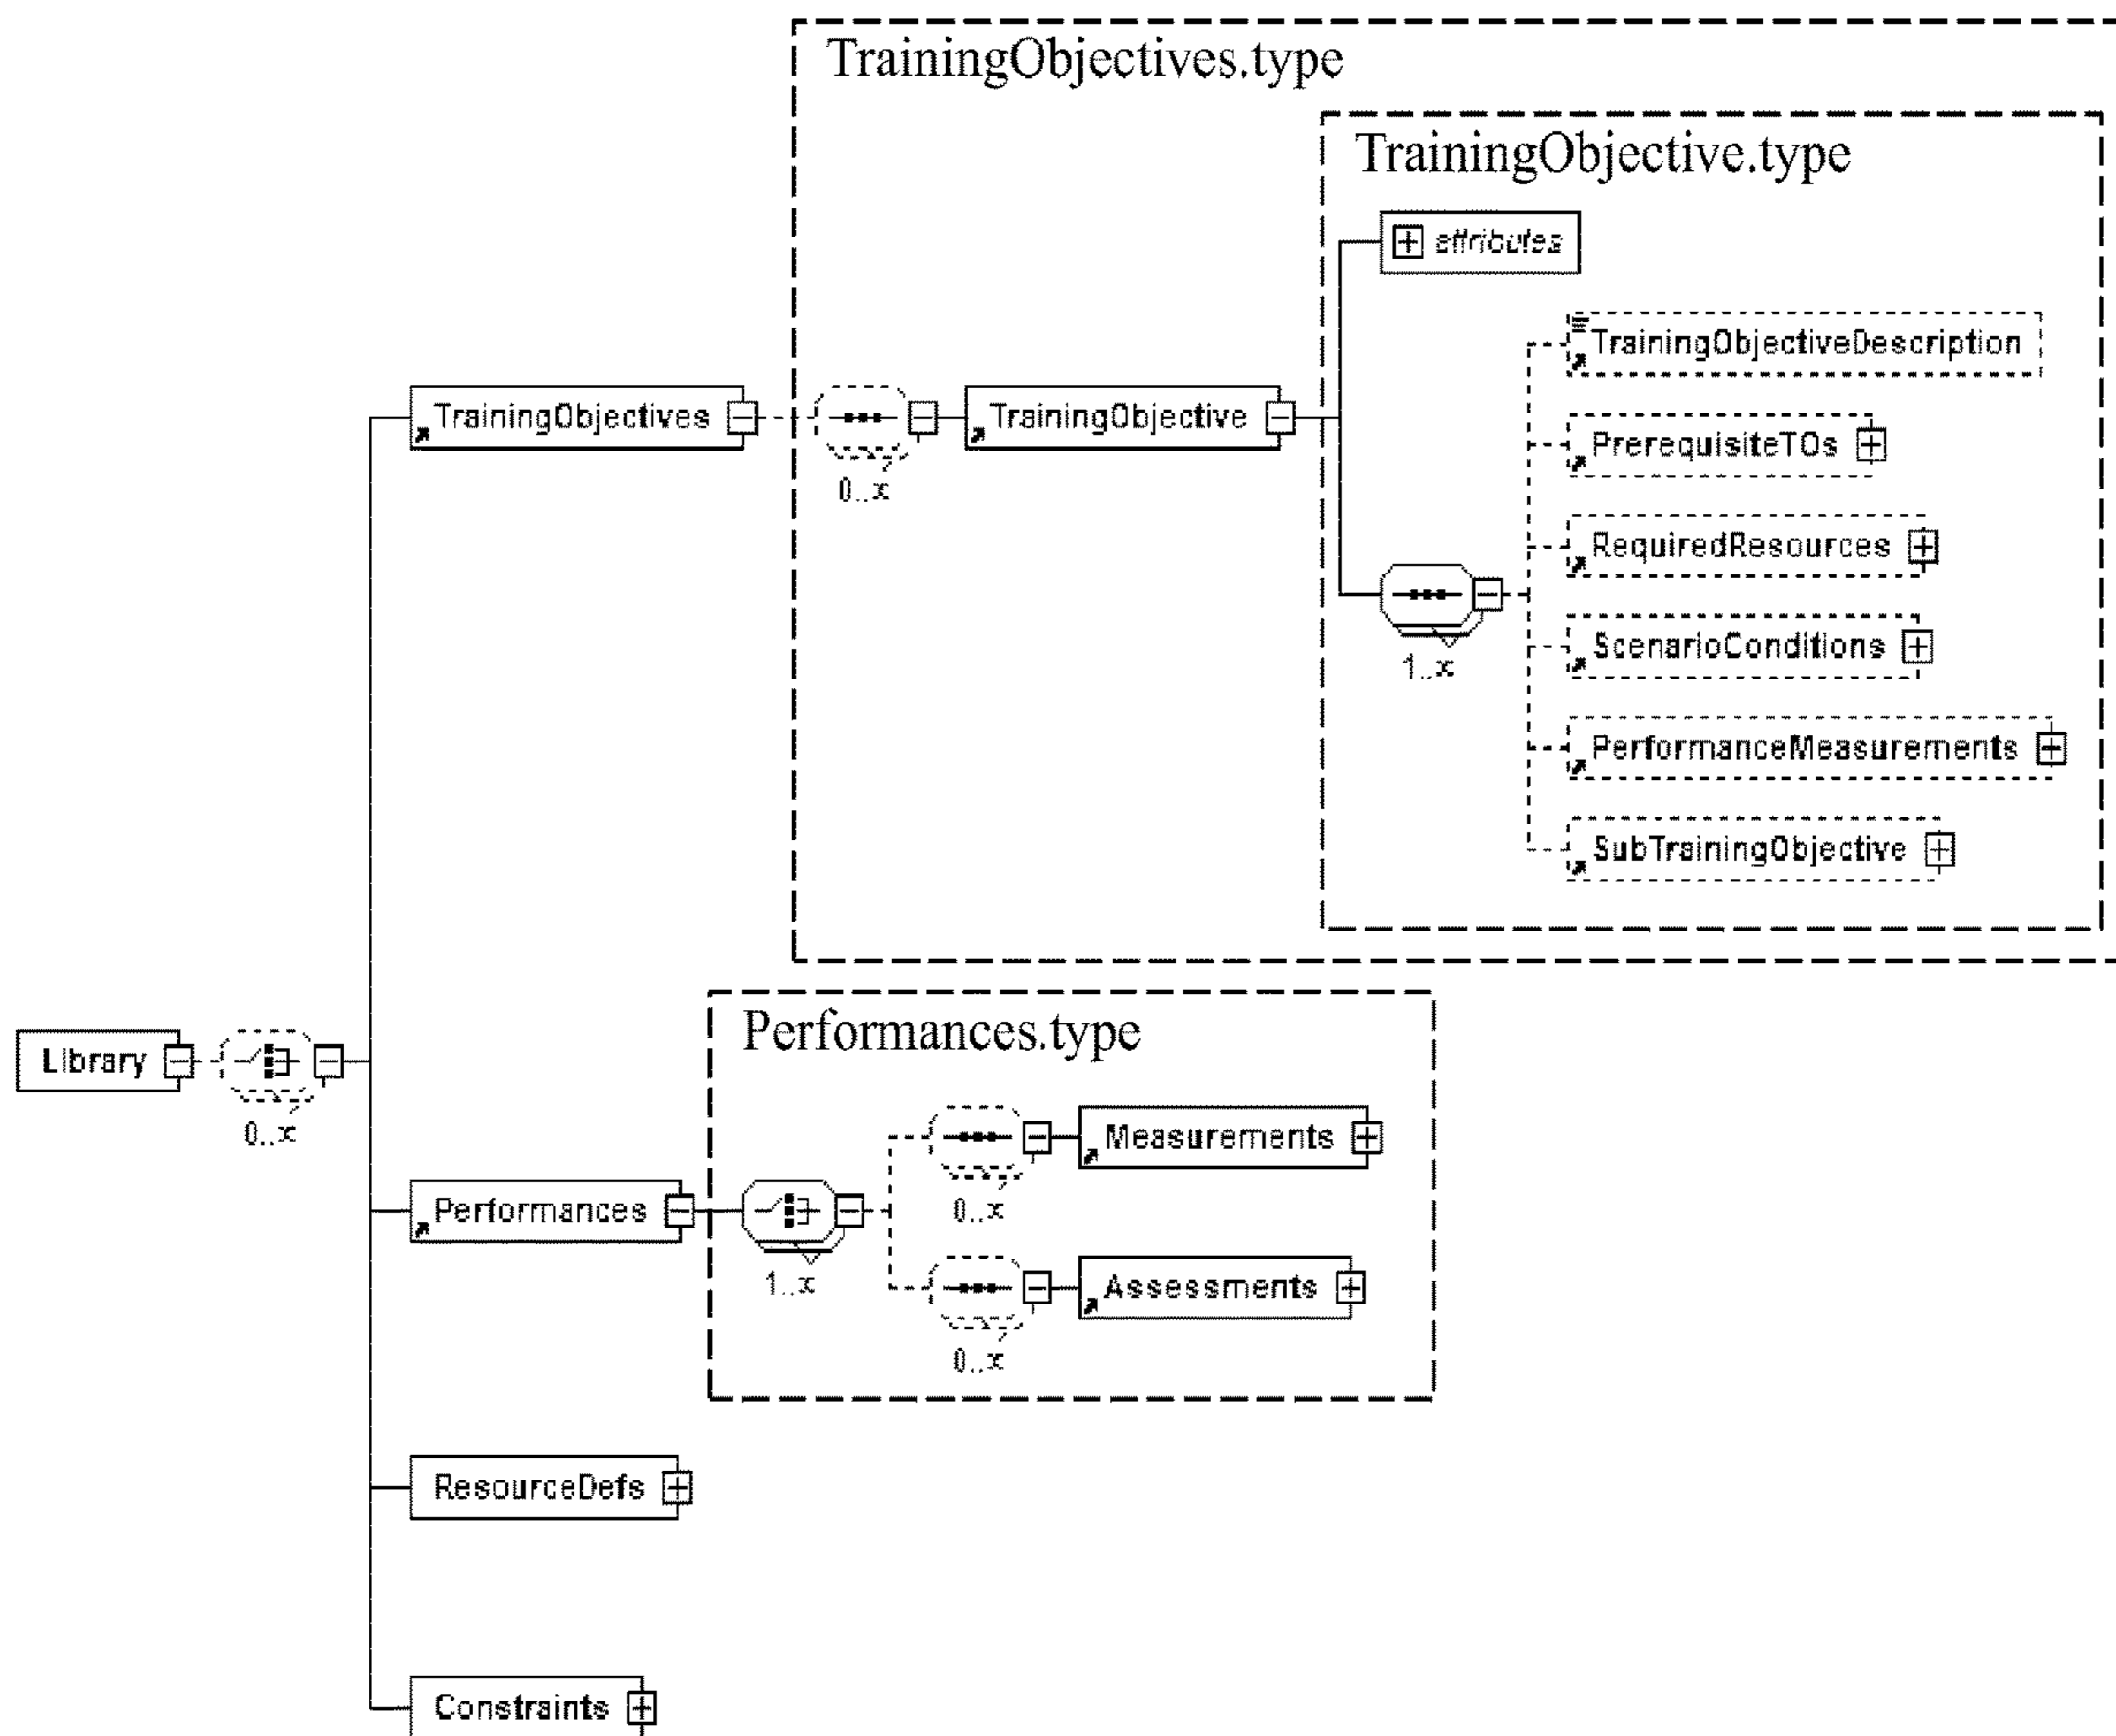 TrainingObjectives.type
TrainingObjective.type
attributes
TrainingObjectiveDescription
TrainingObjectives
TrainingObjective
PrerequisiteTOs
0..x
RequiredResources
ScenarioConditions
1..x
PerformanceMeasurements
SubTrainingObjective
Performances.type
Library
0..x
Measurements
0..x
Performances
1..x
Assessments
0..x
ResourceDefs
Constraints